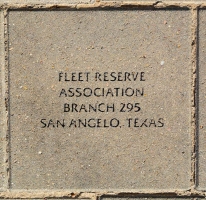 FLEET RESERVE
ASSOCIATION
BRANCH 295
SAN ANGELO, TEXAS